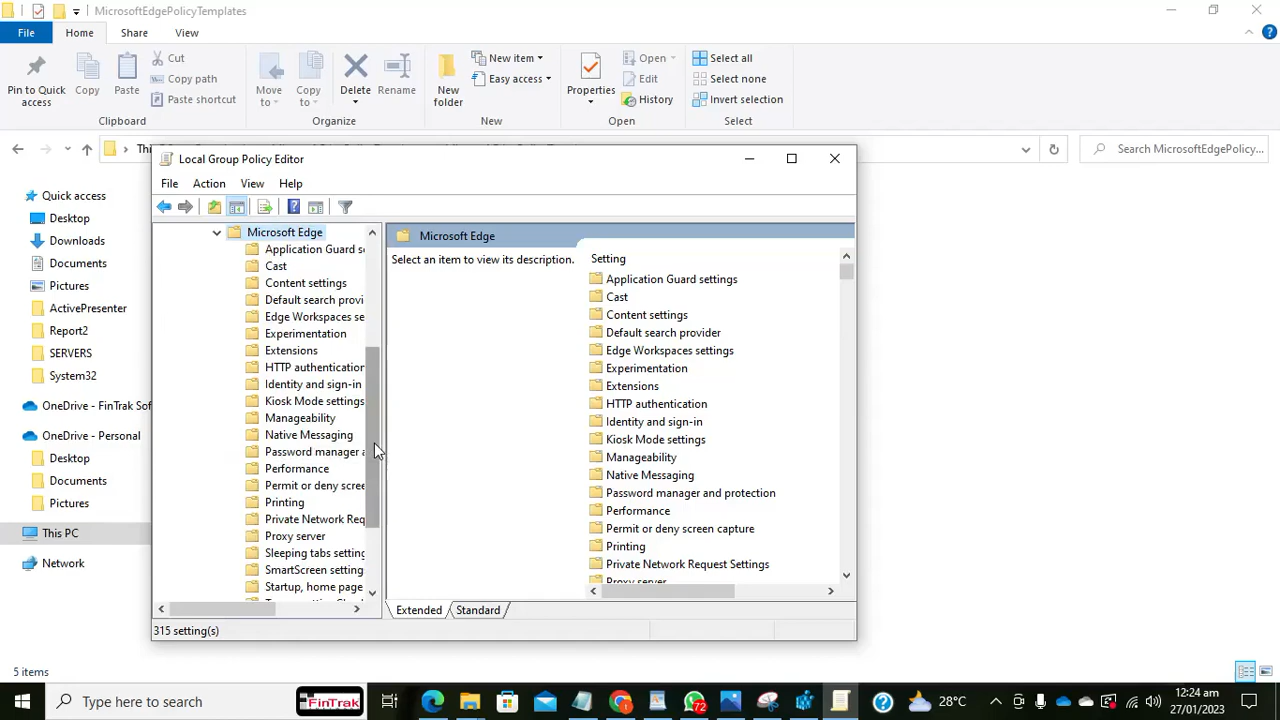 MicrosoftEdgePolicyTemplates
File
Home
Share
View
Pin to Quick access
Copy
Paste
Cut
Copy path
Paste shortcut
Clipboard
Move to
Copy to
Delete
Rename
Organize
New folder
New item
Easy access
New
Properties
Open
Edit
History
Open
Select all
Select none
Invert selection
Select
Search MicrosoftEdgePolicy...
Quick access
Desktop
Downloads
Documents
Pictures
ActivePresenter
Report2
SERVERS
System32
OneDrive - FinTrak Sof
OneDrive - Personal
Desktop
Documents
Pictures
This PC
Network
5 items
Local Group Policy Editor
File
Action
View
Help
Microsoft Edge
Application Guard se
Cast
Content settings
Default search provi
Edge Workspaces se
Experimentation
Extensions
HTTP authentication
Identity and sign-in
Kiosk Mode settings
Manageability
Native Messaging
Password manager a
Performance
Permit or deny scree
Printing
Private Network Req
Proxy server
Sleeping tabs setting
SmartScreen setting
Startup, home page
Microsoft Edge
Select an item to view its description.
Setting
Application Guard settings
Cast
Content settings
Default search provider
Edge Workspaces settings
Experimentation
Extensions
HTTP authentication
Identity and sign-in
Kiosk Mode settings
Manageability
Native Messaging
Password manager and protection
Performance
Permit or deny screen capture
Printing
Private Network Request Settings
Proxy server
Extended
Standard
315 setting(s)
Type here to search
FinTrak
72
28°C
12:24 am
27/01/2023